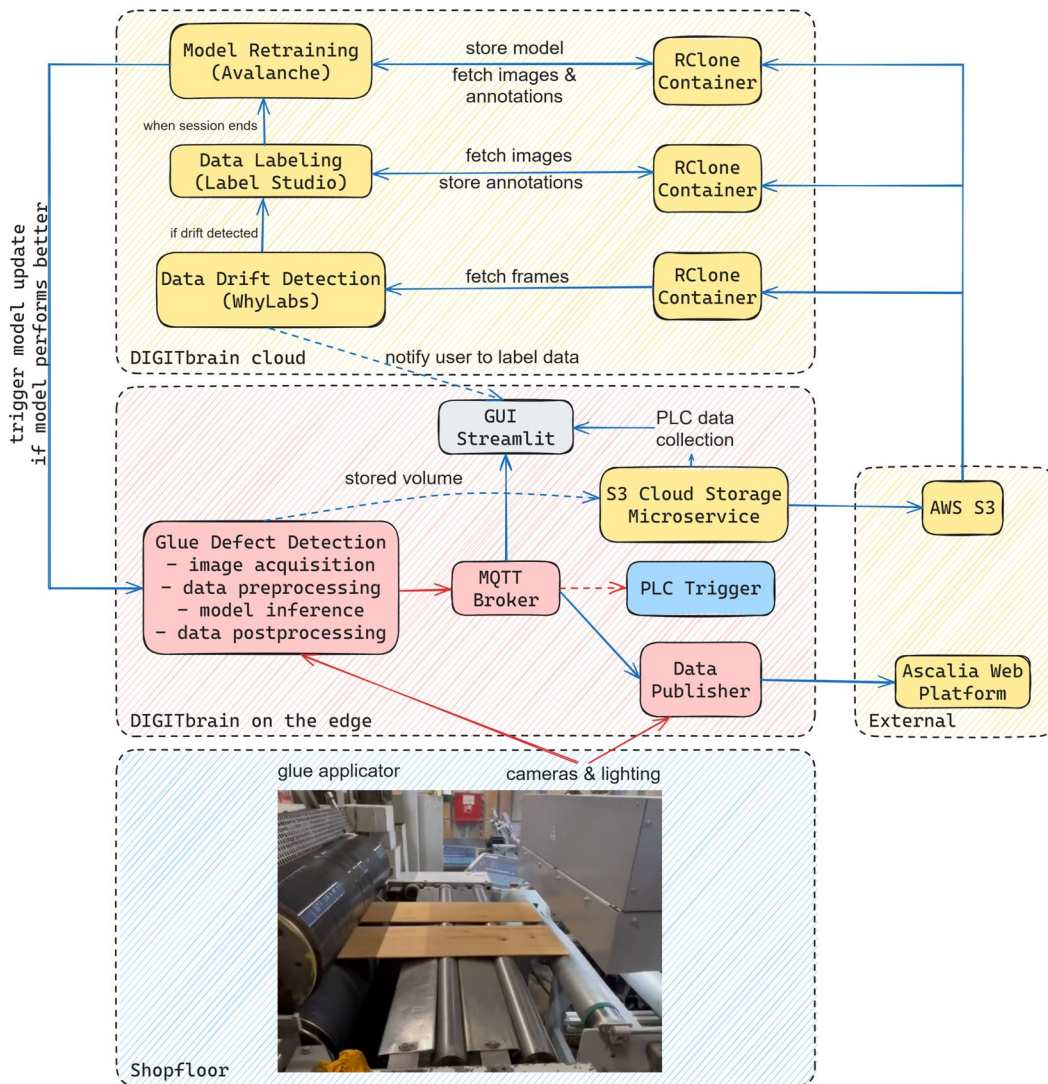 Model Retraining
(Avalanche)
store model
fetch images &
annotations
RClone
Container
when session ends
Data Labeling
(Label Studio)
fetch images
store annotations
RClone
Container
if drift detected
Data Drift Detection
(WhyLabs)
fetch frames
RClone
Container
DIGITbrain cloud
notify user to label data
trigger model update
if model performs better
GUI
Streamlit
PLC data
collection
stored volume
S3 Cloud Storage
Microservice
AWS S3
Glue Defect Detection
– image acquisition
– data preprocessing
– model inference
– data postprocessing
MQTT
Broker
PLC Trigger
Data
Publisher
Ascalia Web
Platform
DIGITbrain on the edge
External
glue applicator
cameras & lighting
Shopfloor